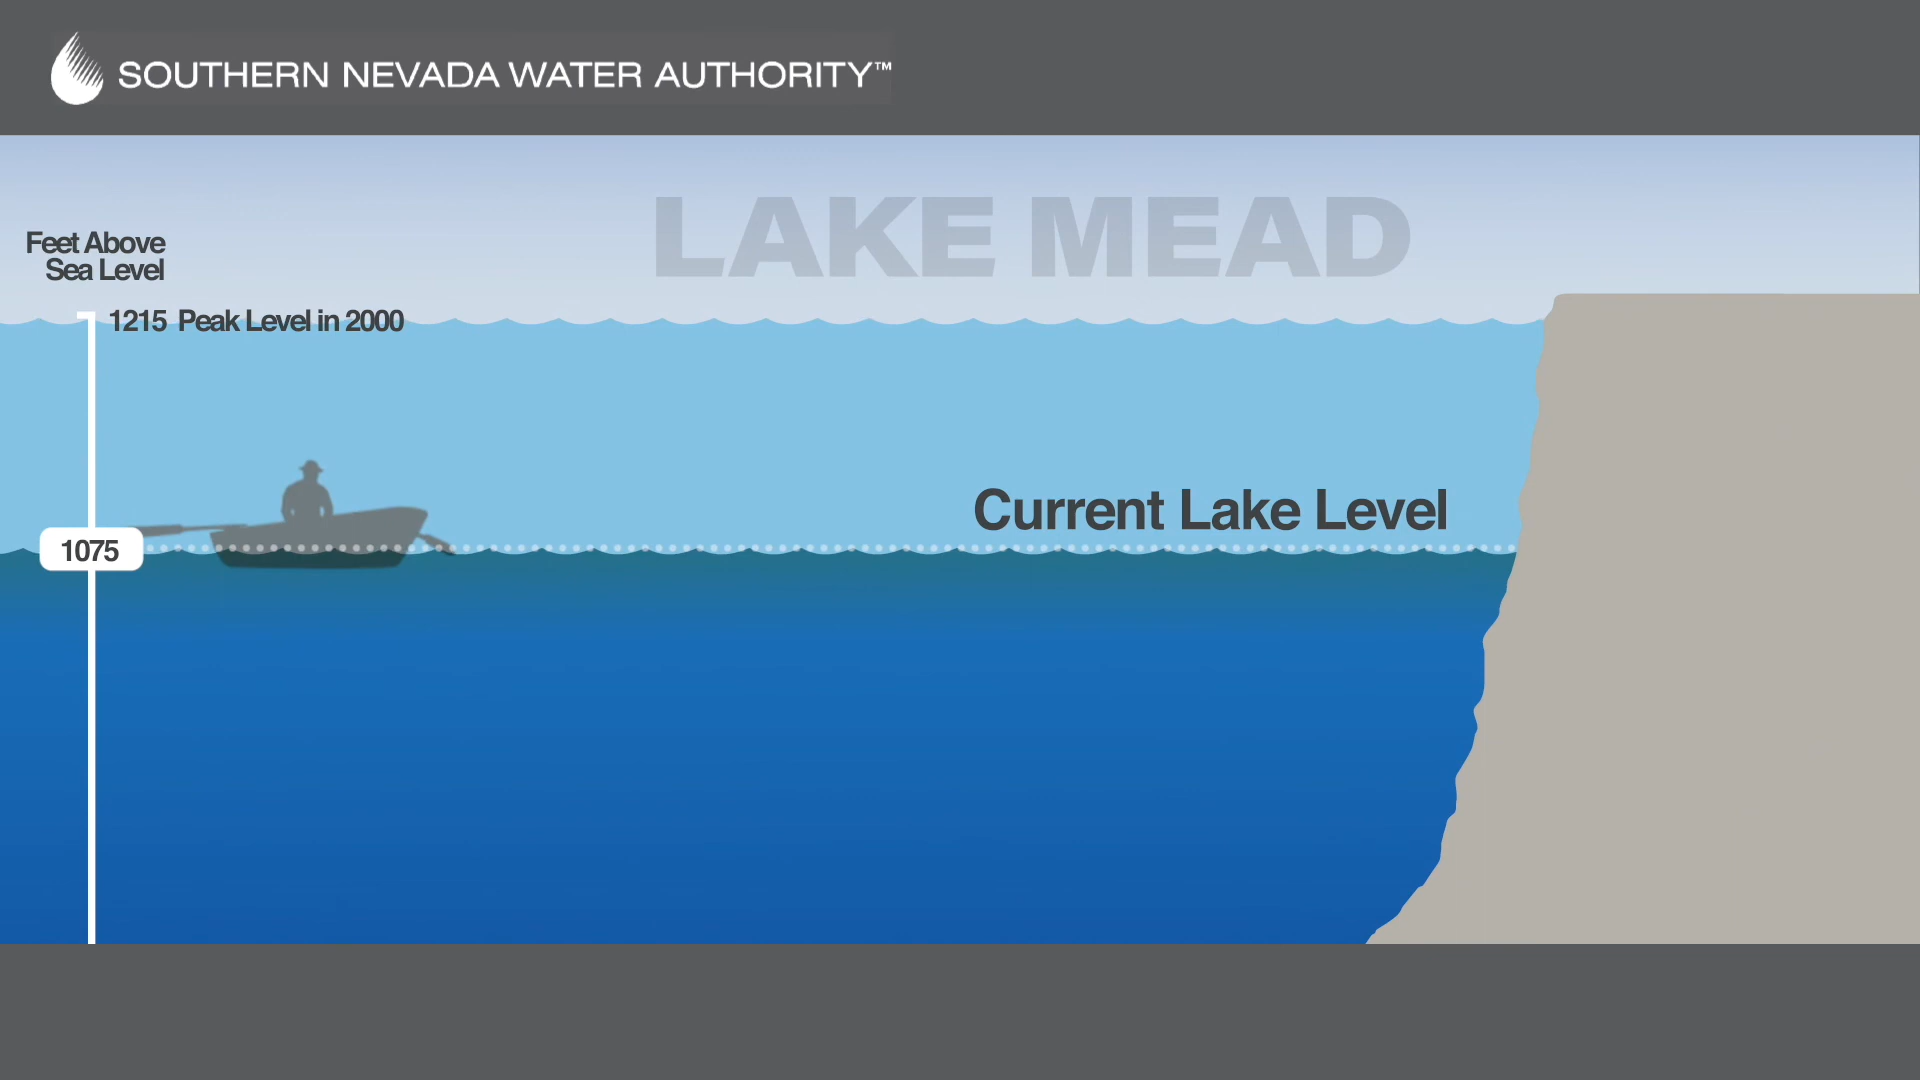 SOUTHERN NEVADA WATER AUTHORITY™
LAKE MEAD
Feet Above
Sea Level
1215 Peak Level in 2000
Current Lake Level
1075